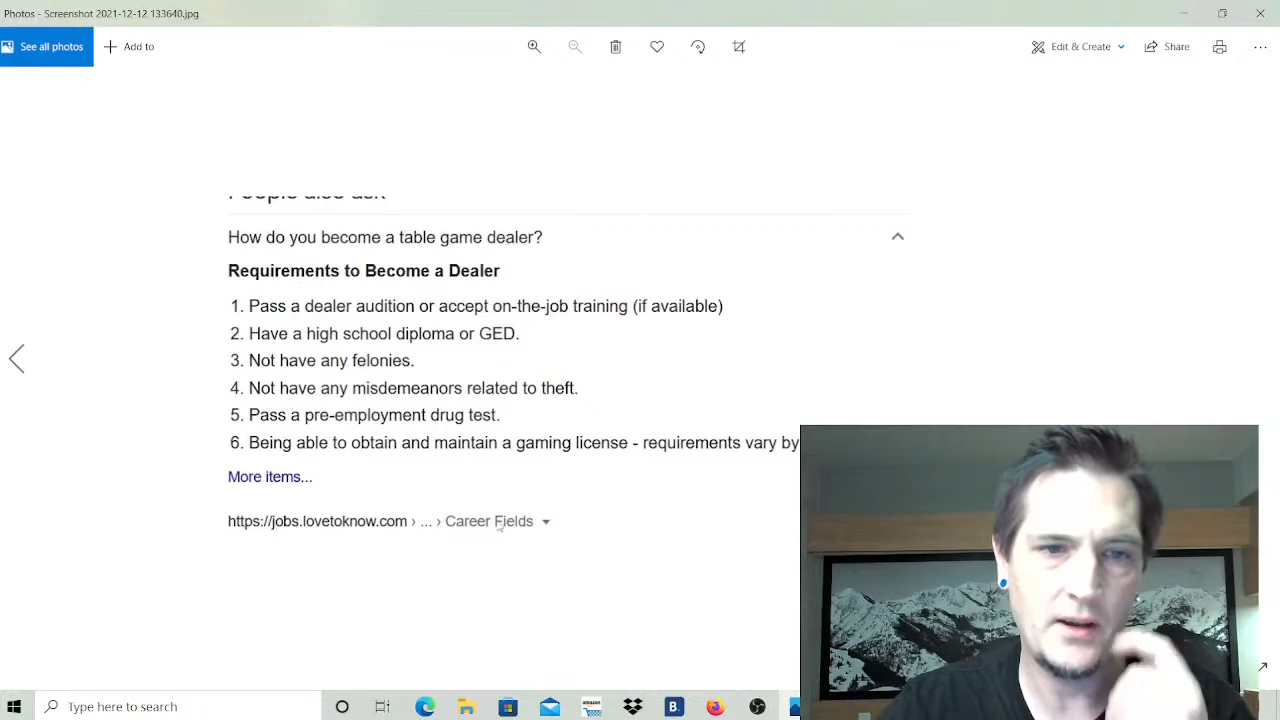 Photos - Screenshot 2021-12-12 133640.jpg
See all photos
Add to
Edit & Create
Share
People also ask
How do you become a table game dealer?
Requirements to Become a Dealer
1. Pass a dealer audition or accept on-the-job training (if available)
2. Have a high school diploma or GED.
3. Not have any felonies.
4. Not have any misdemeanors related to theft.
5. Pass a pre-employment drug test.
6. Being able to obtain and maintain a gaming license - requirements vary by
More items...
https://jobs.lovetoknow.com › ... › Career Fields
Type here to search
amazon
B.